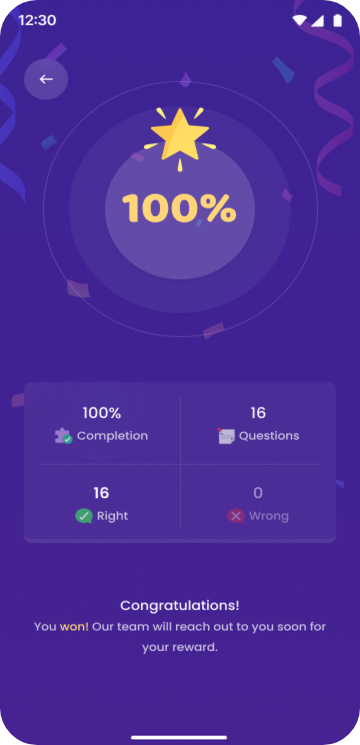 12:30
100%
100%
Completion
16
Questions
16
Right
0
Wrong
Congratulations!
You won! Our team will reach out to you soon for
your reward.